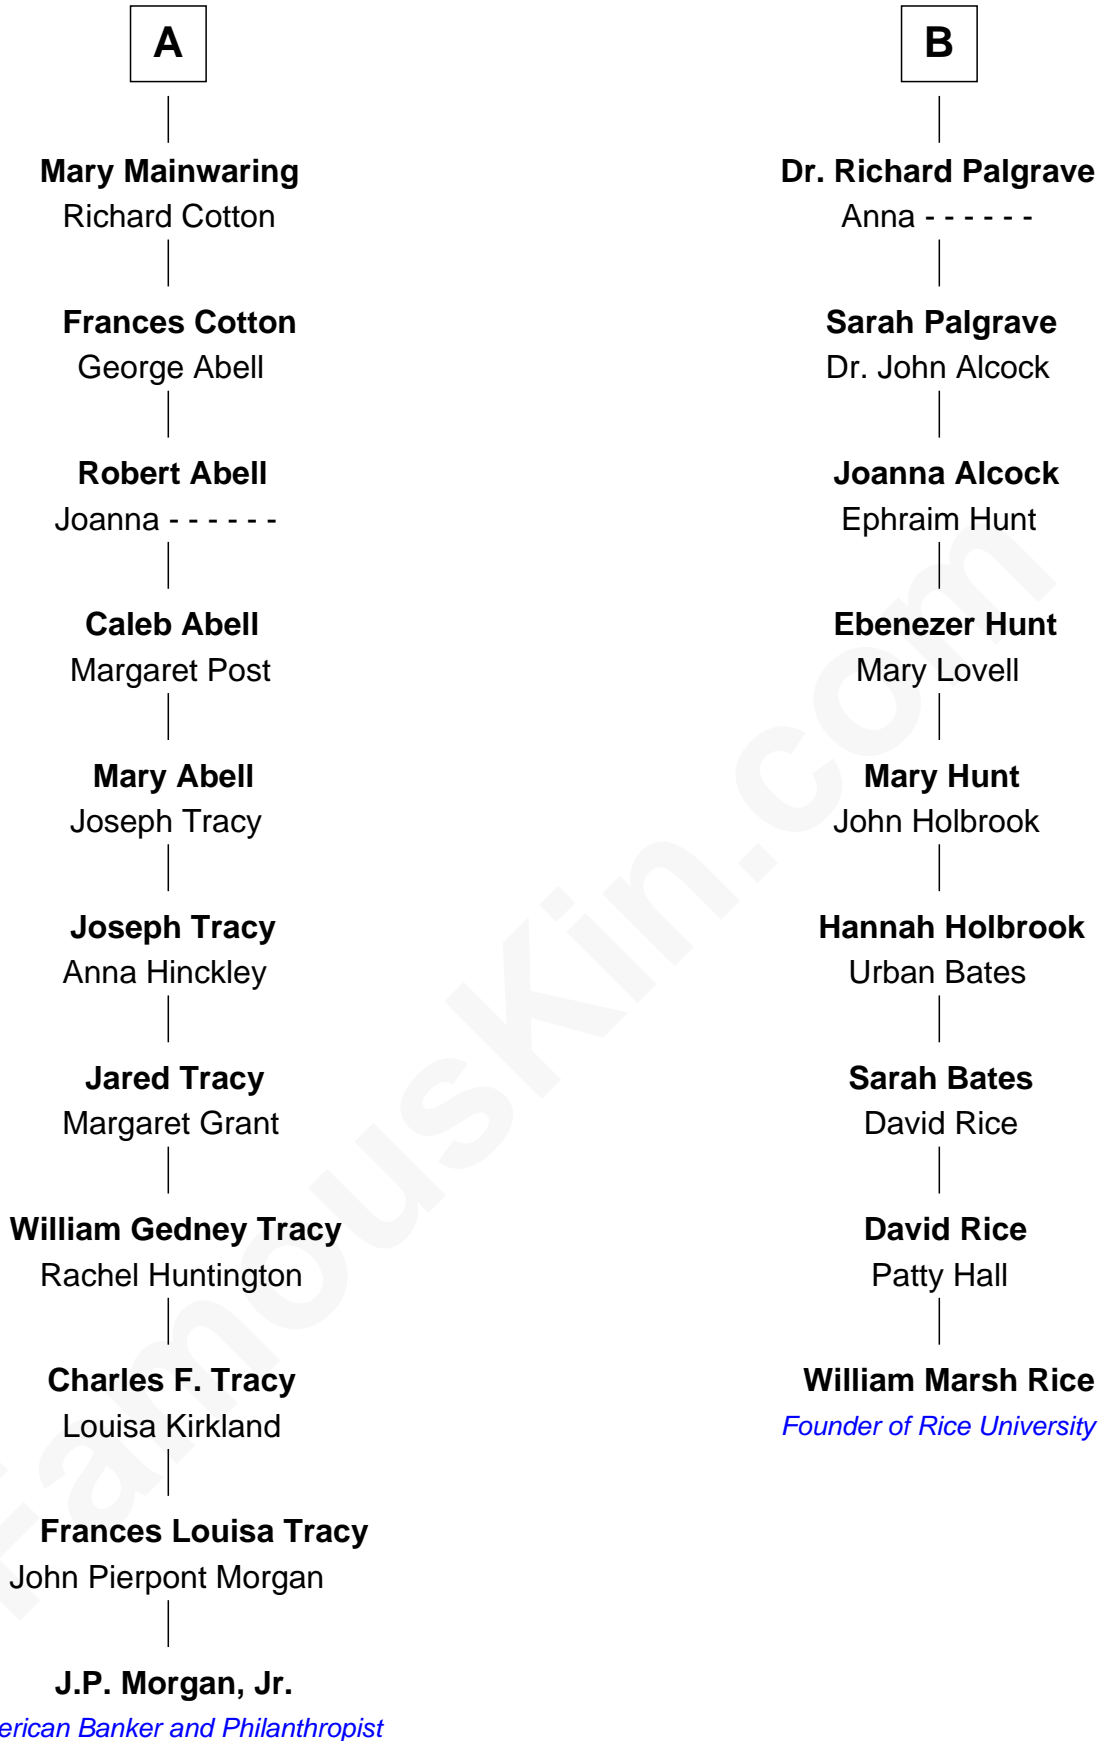 A
Mary Mainwaring
Richard Cotton
Frances Cotton
George Abell
Robert Abell
Joanna - - - - - -
Caleb Abell
Margaret Post
Mary Abell
Joseph Tracy
Joseph Tracy
Anna Hinckley
Jared Tracy
Margaret Grant
William Gedney Tracy
Rachel Huntington
Charles F. Tracy
Louisa Kirkland
Frances Louisa Tracy
John Pierpont Morgan
J.P. Morgan, Jr.
erican Banker and Philanthropist
B
Dr. Richard Palgrave
Anna - - - - - -
Sarah Palgrave
Dr. John Alcock
Joanna Alcock
Ephraim Hunt
Ebenezer Hunt
Mary Lovell
Mary Hunt
John Holbrook
Hannah Holbrook
Urban Bates
Sarah Bates
David Rice
David Rice
Patty Hall
William Marsh Rice
Founder of Rice University
FamousKin.com